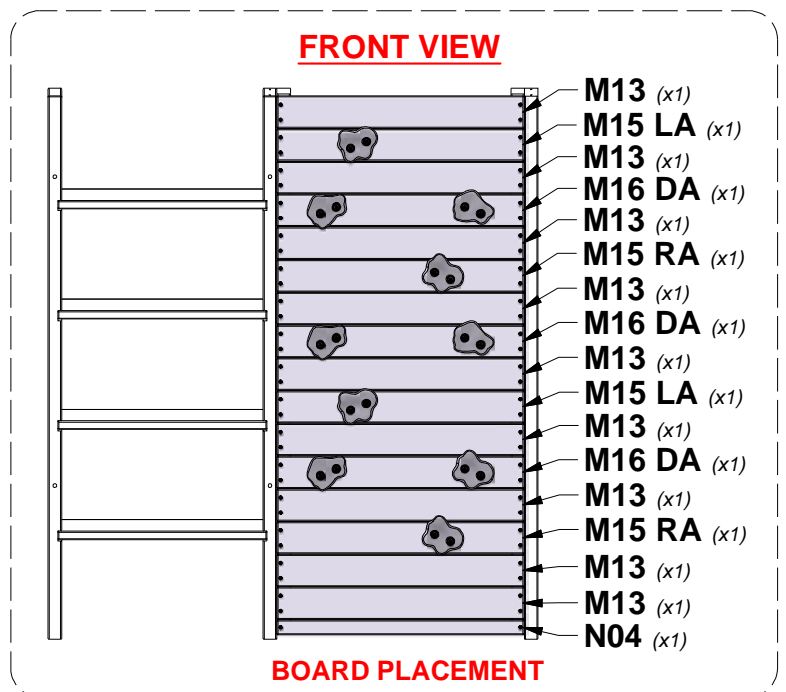 FRONT VIEW
M13 (x1)
M15 LA (x1)
M13 (x1)
M16 DA (x1)
M13 (x1)
M15 RA (x1)
M13 (x1)
M16 DA (x1)
M13 (x1)
M15 LA (x1)
M13 (x1)
M16 DA (x1)
M13 (x1)
M15 RA (x1)
M13 (x1)
M13 (x1)
N04 (x1)
BOARD PLACEMENT